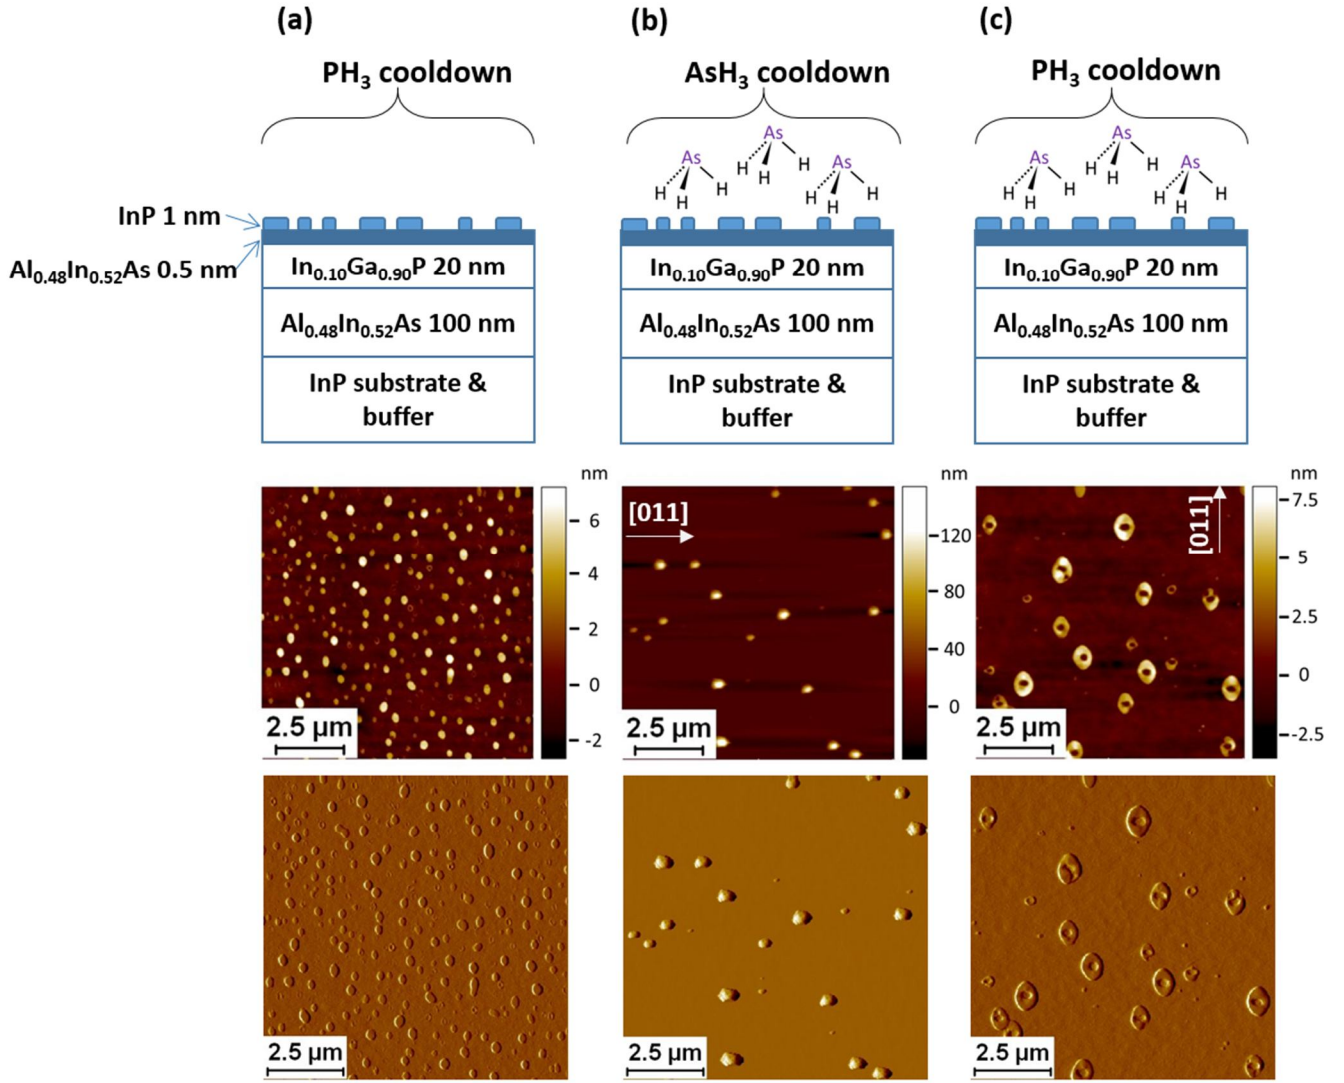 (a)
(b)
(c)
PH3 cooldown
AsH3 cooldown
PH3 cooldown
As
H
H
H
As
H
H
H
As
H
H
H
As
H
H
H
As
H
H
H
As
H
H
H
InP 1 nm
Al0.48In0.52As 0.5 nm
In0.10Ga0.90P 20 nm
Al0.48In0.52As 100 nm
InP substrate &
buffer
In0.10Ga0.90P 20 nm
Al0.48In0.52As 100 nm
InP substrate &
buffer
In0.10Ga0.90P 20 nm
Al0.48In0.52As 100 nm
InP substrate &
buffer
nm
6
4
2
0
-2
2.5 µm
[011]
nm
120
80
40
0
2.5 µm
[011]
nm
7.5
5
2.5
0
-2.5
2.5 µm
2.5 µm
2.5 µm
2.5 µm